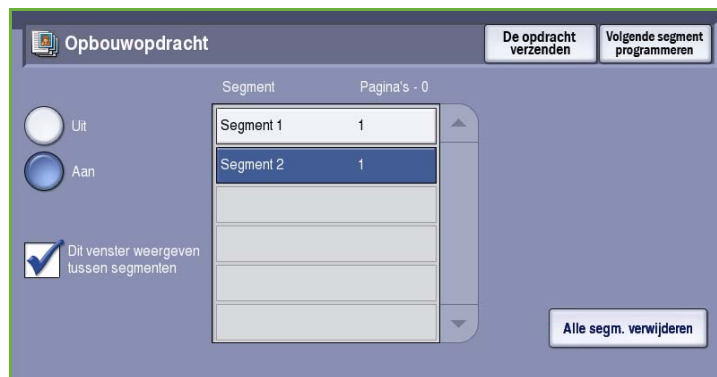 Opbouwopdracht
De opdracht
verzenden
Volgende segment
programmeren
Segment Pagina's - 0
Uit
Aan
Segment 1 1
Segment 2 1
Dit venster weergeven
tussen segmenten
Alle segm. verwijderen